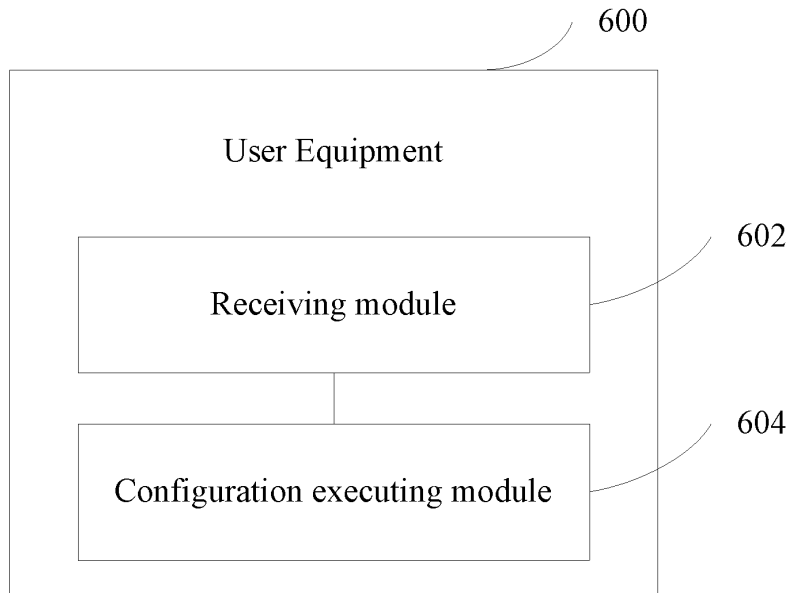 600
User Equipment
602
Receiving module
604
Configuration executing module